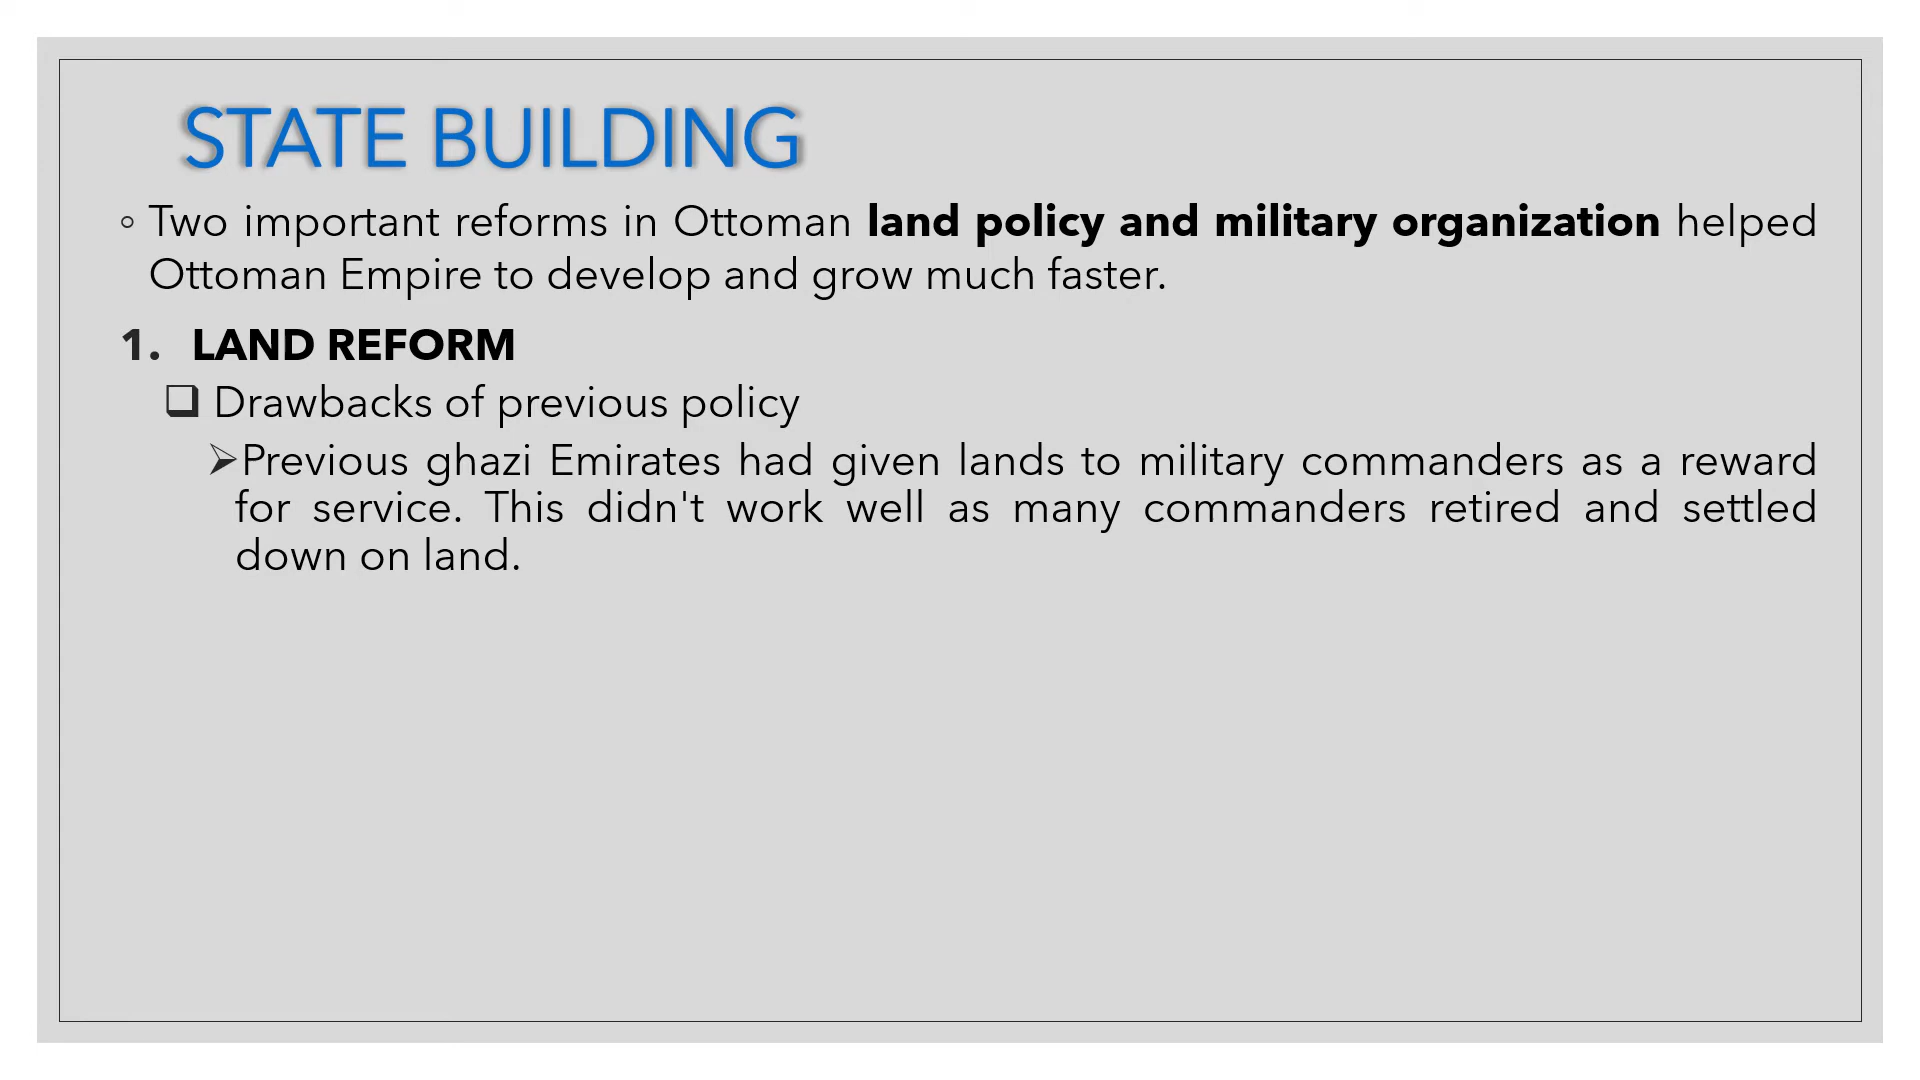 STATE BUILDING
◦ Two important reforms in Ottoman land policy and military organization helped
Ottoman Empire to develop and grow much faster.
1. LAND REFORM
❑ Drawbacks of previous policy
➢Previous ghazi Emirates had given lands to military commanders as a reward
for service. This didn't work well as many commanders retired and settled
down on land.